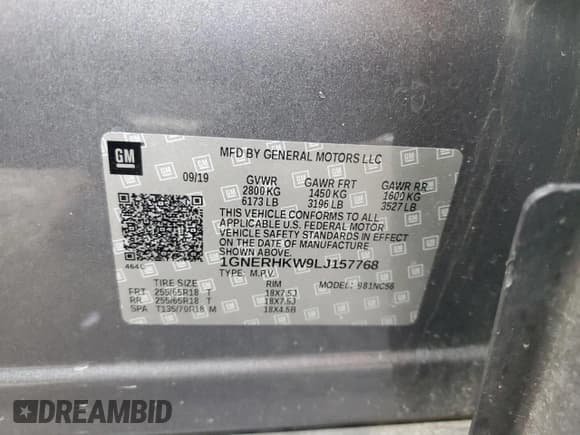 GM
MFD BY GENERAL MOTORS LLC
09/19
GVWR GAWR FRT GAWR RR
2800 KG 1450 KG 1600 KG
6173 LB 3196 LB 3527 LB
THIS VEHICLE CONFORMS TO ALL
APPLICABLE U.S. FEDERAL MOTOR
VEHICLE SAFETY STANDARDS IN EFFECT
ON THE DATE OF MANUFACTURE
SHOWN ABOVE.
1GNERHKW9LJ157768
TYPE: M.P.V. MODEL: 981NC56
TIRE SIZE RIM
FRT 255/65R18 T 18X7.5J
RR 255/65R18 T 18X7.5J
SPA T135/70R18 M 18X4.5B
DREAMBID